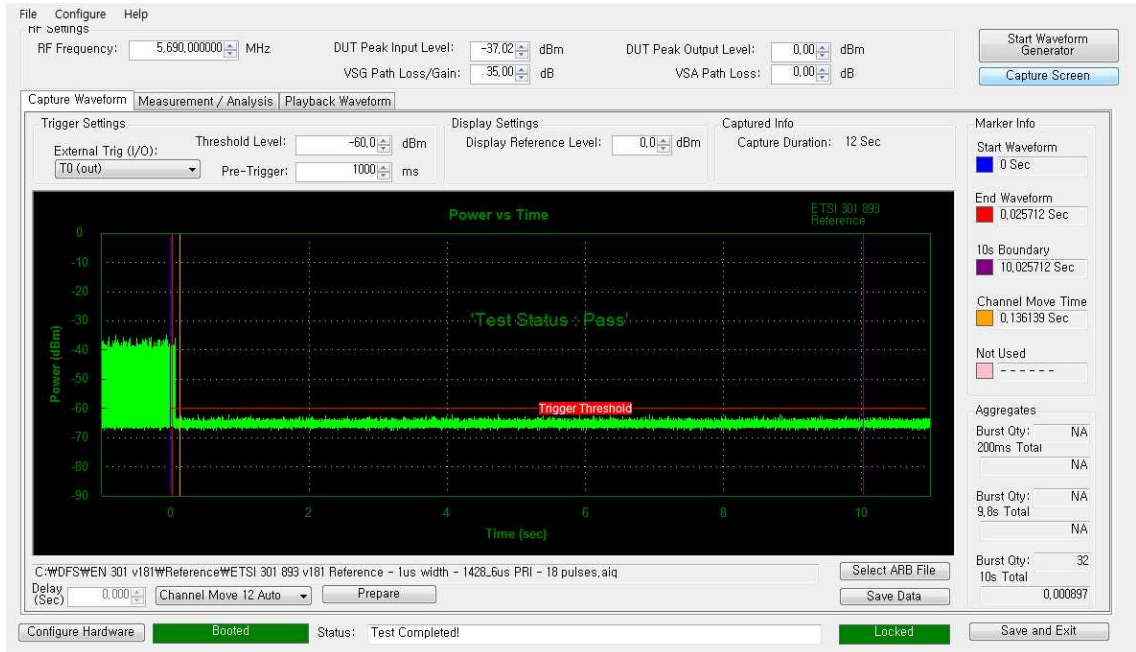 File Configure Help
RF Settings
RF Frequency: 5,690,000000 MHz DUT Peak Input Level: -37,02 dBm DUT Peak Output Level: 0,00 dBm
VSG Path Loss/Gain: 35,00 dB VSA Path Loss: 0,00 dB
Start Waveform
Generator
Capture Screen
Capture Waveform Measurement / Analysis Playback Waveform
Trigger Settings
External Trig (I/O): Threshold Level: -60,0 dBm
T0 (out) Pre-Trigger: 1000 ms
Display Settings
Display Reference Level: 0,0 dBm
Captured Info
Capture Duration: 12 Sec
Marker Info
Start Waveform
0 Sec
End Waveform
0,025712 Sec
10s Boundary
10,025712 Sec
Channel Move Time
0,136139 Sec
Not Used
- - - - - -
Power vs Time
ETSI 301 893
Reference
'Test Status : Pass'
Trigger Threshold
Power (dBm)
0
-10
-20
-30
-40
-50
-60
-70
-80
-90
0 2 4 6 8 10
Time (sec)
Aggregates
Burst Qty: NA
200ms Total
NA
Burst Qty: NA
9,8s Total
NA
Burst Qty: 32
10s Total
0,000897
C:₩DFS₩EN 301 v181₩Reference₩ETSI 301 893 v181 Reference - 1us width - 1428_6us PRI - 18 pulses,aiq
Select ARB File
Delay
(Sec) 0,000 Channel Move 12 Auto Prepare
Save Data
Configure Hardware Booted Status: Test Completed! Locked Save and Exit